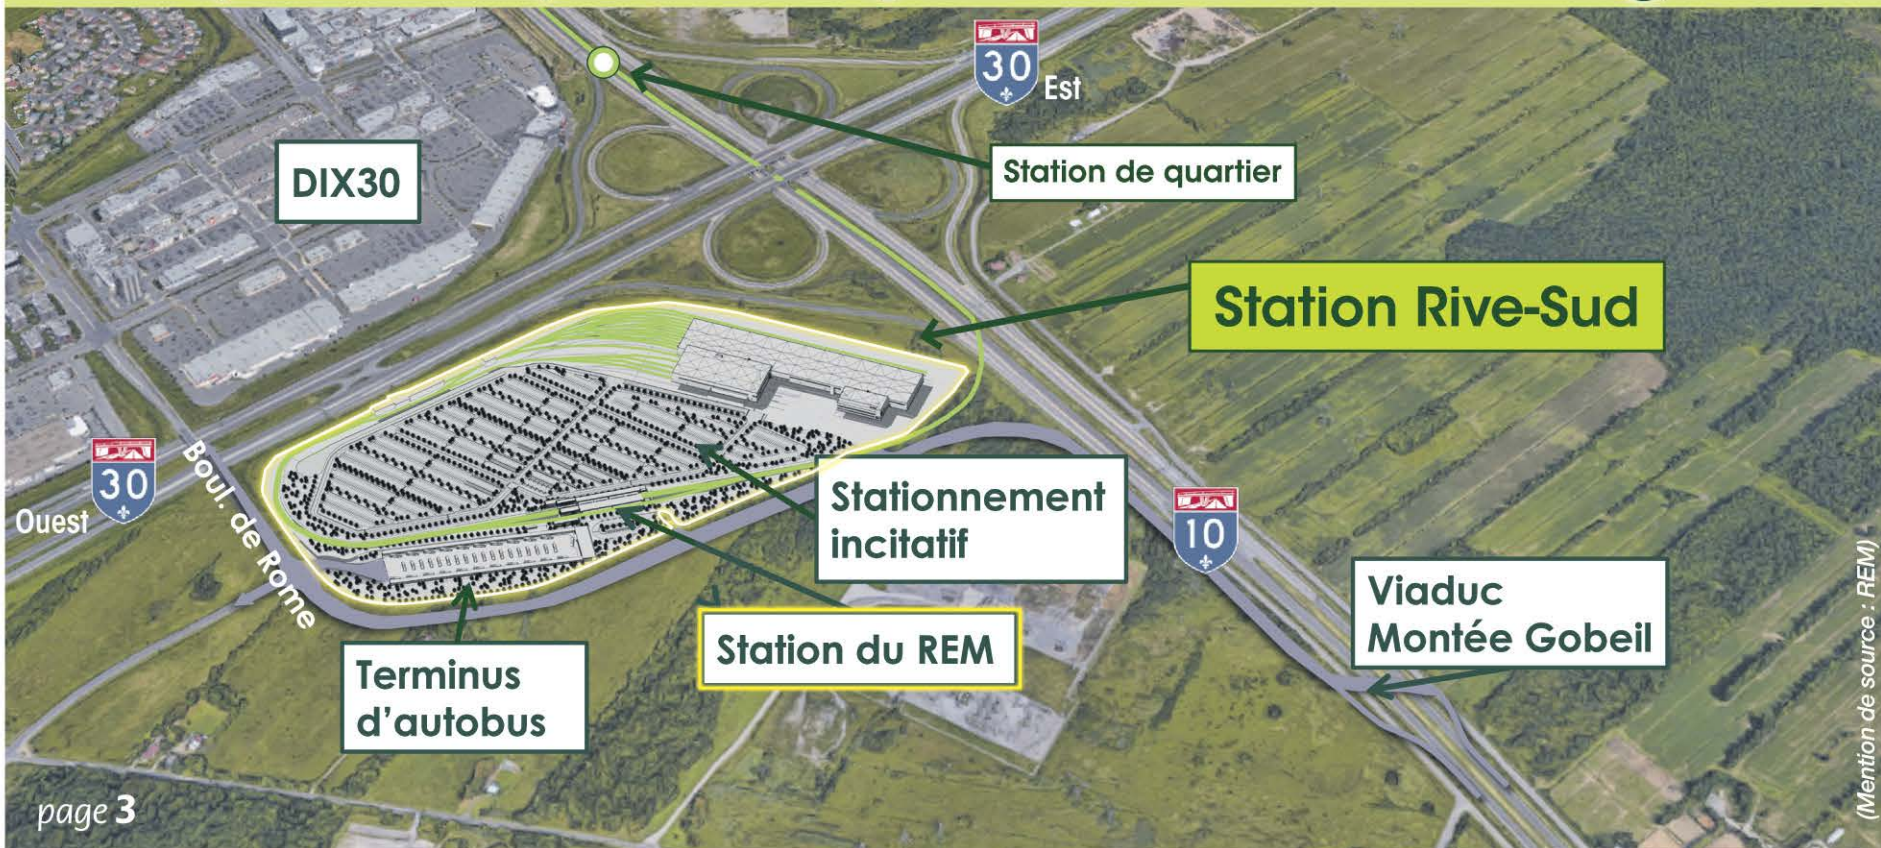 30
Est
Station de quartier
DIX30
Station Rive-Sud
30
Ouest
Boul. de Rome
Stationnement
incitatif
10
Viaduc
Montée Gobeil
Station du REM
Terminus
d'autobus
page 3
(Mention de source : REM)